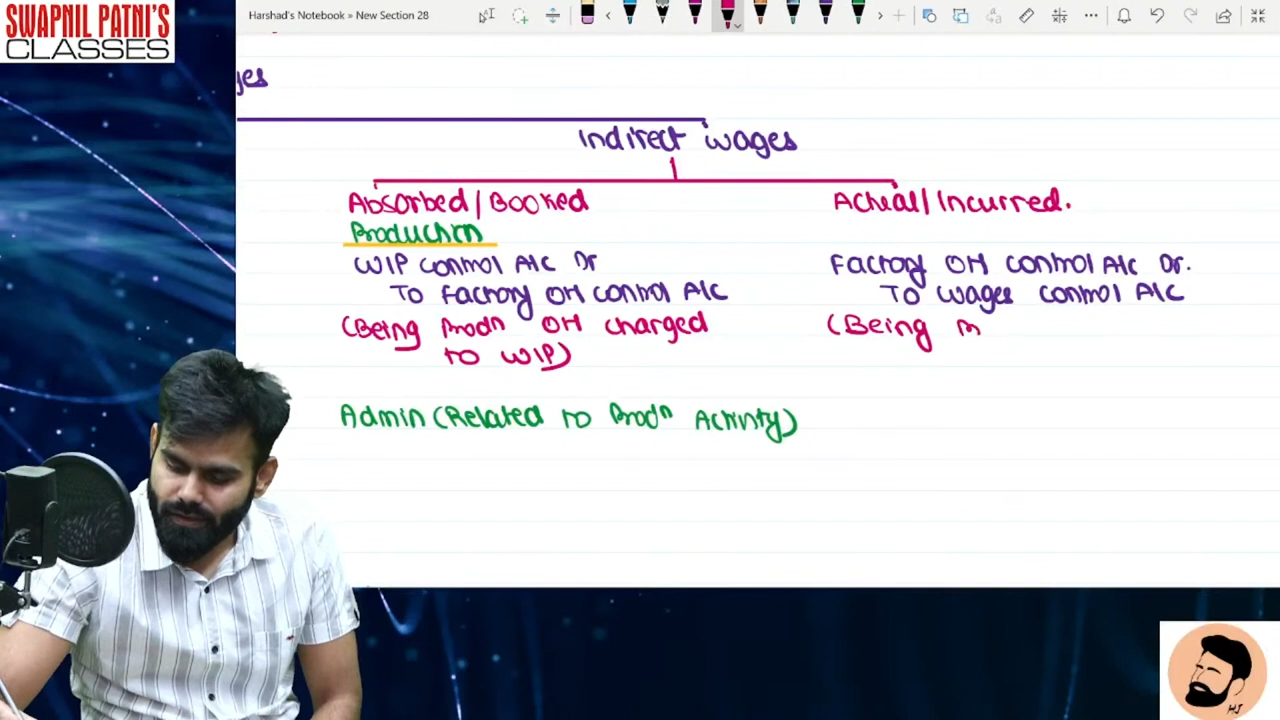 SWAPNIL PATNI'S
CLASSES
Harshad's Notebook » New Section 28
ges
Indirect wages
Absorbed/Booked
Production
WIP control A/c Dr
To Factory OH control A/c
(Being Prodn OH charged
to WIP)
Actual/Incurred.
Factory OH control A/c Dr.
To wages control A/c
(Being
Admin (Related to Prodn Activity)
HJ